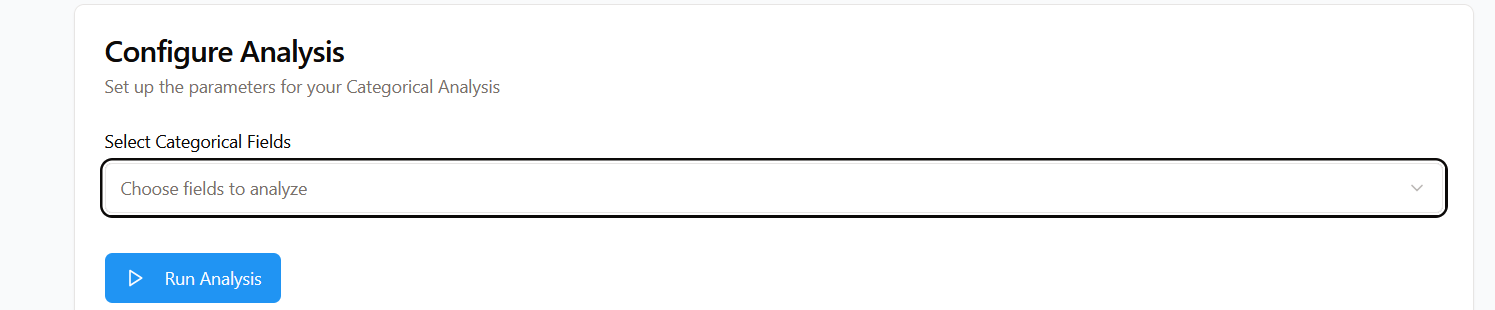 Configure Analysis
Set up the parameters for your Categorical Analysis
Select Categorical Fields
Choose fields to analyze
Run Analysis